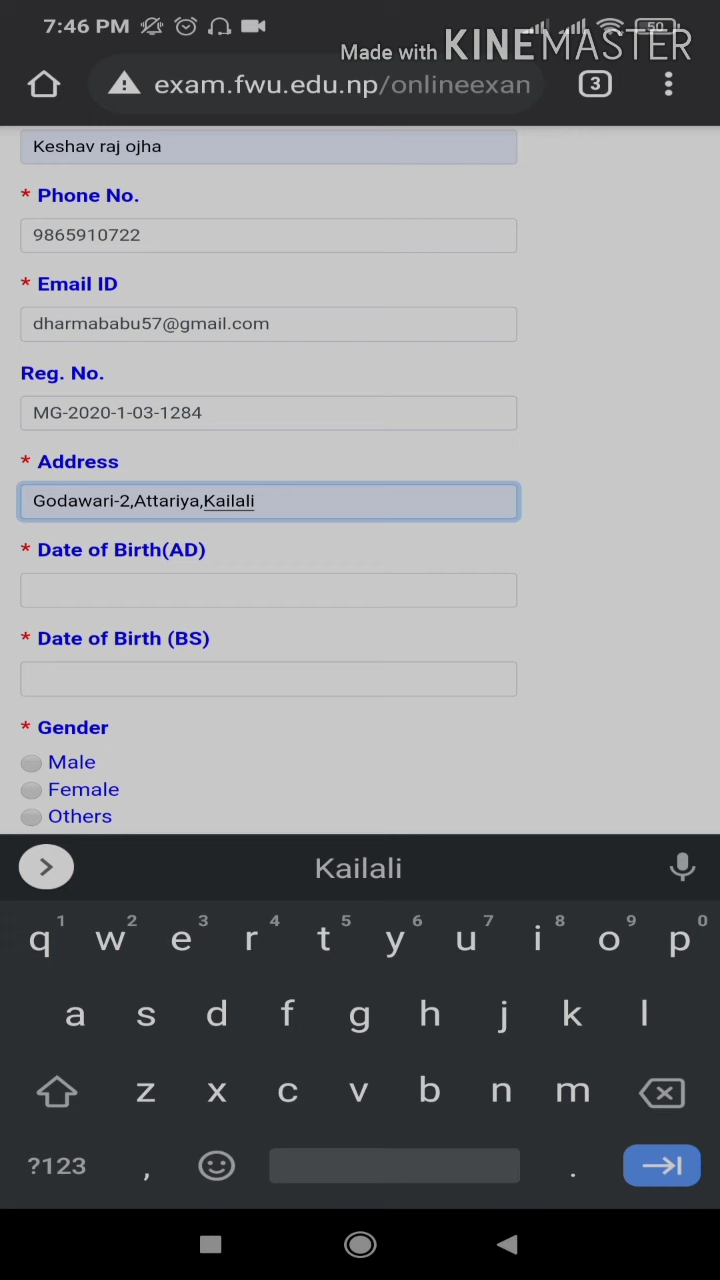 7:46 PM
50
Made with KINEMASTER
exam.fwu.edu.np/onlineexan
3
Keshav raj ojha
* Phone No.
9865910722
* Email ID
dharmababu57@gmail.com
Reg. No.
MG-2020-1-03-1284
* Address
Godawari-2,Attariya,Kailali
* Date of Birth(AD)
* Date of Birth (BS)
* Gender
Male
Female
Others
Kailali
1 2 3 4 5 6 7 8 9 0
q w e r t y u i o p
a s d f g h j k l
z x c v b n m
?123 , .